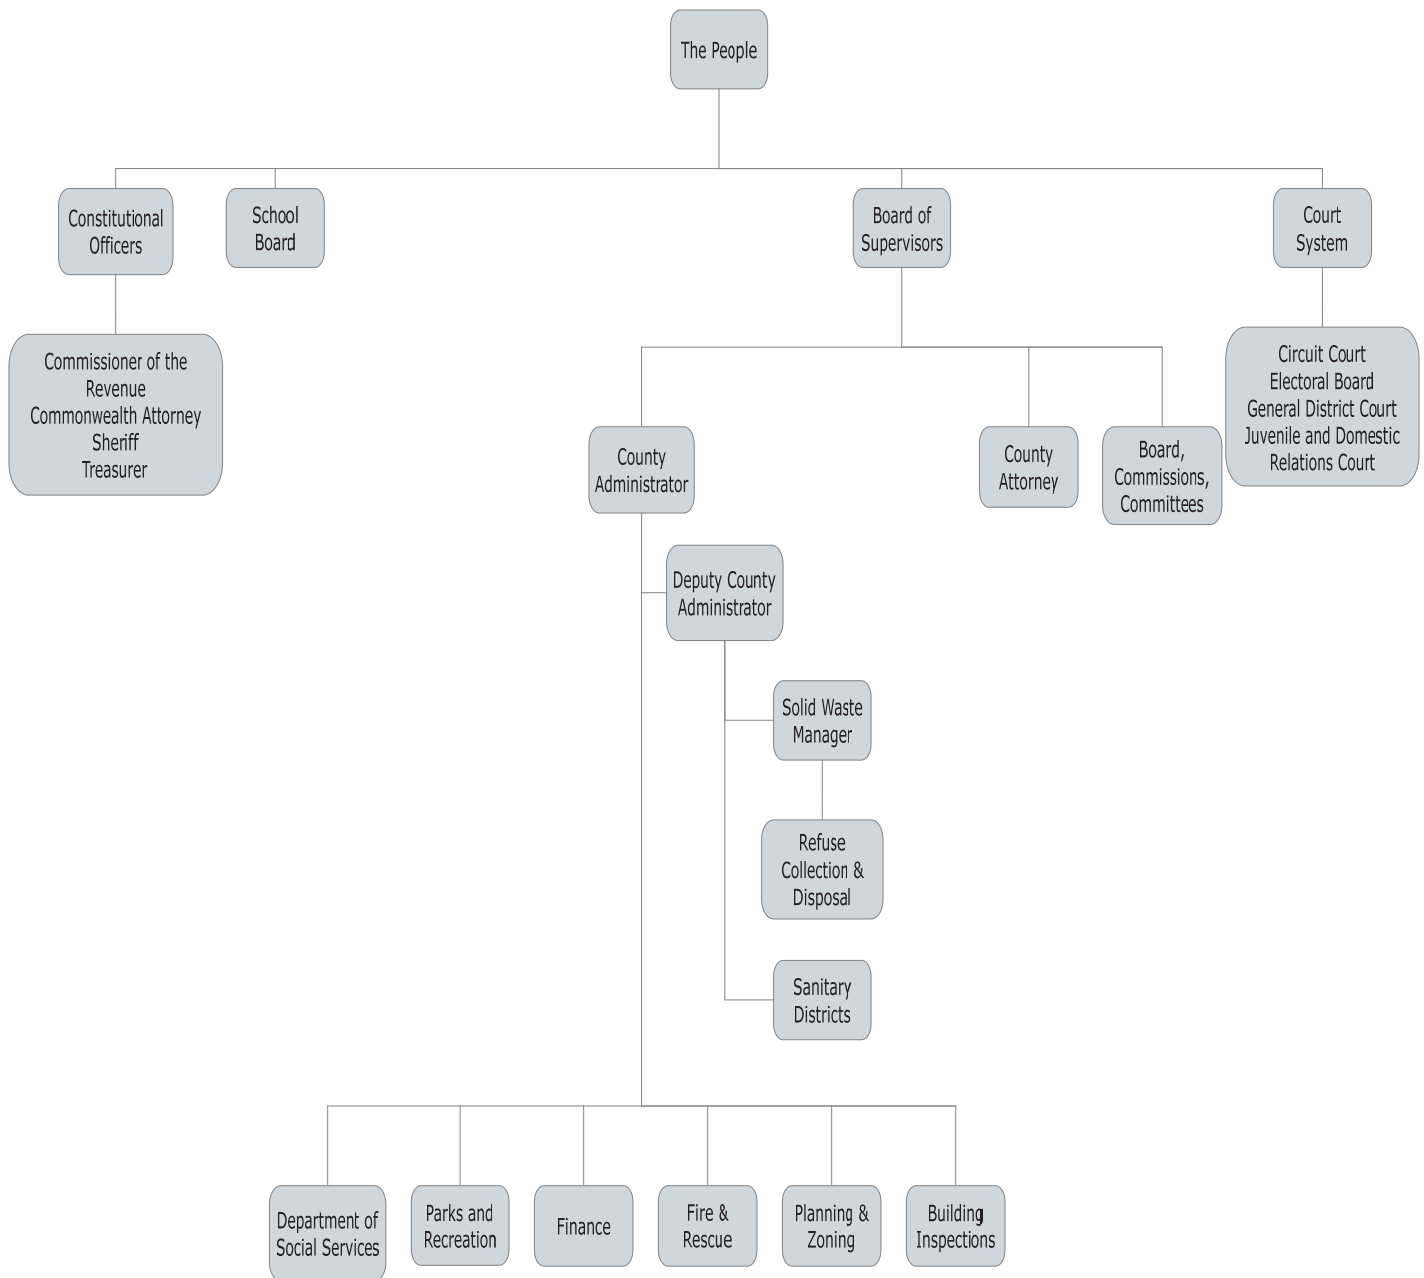 The People
Constitutional
Officers
School
Board
Board of
Supervisors
Court
System
Commissioner of the
Revenue
Commonwealth Attorney
Sheriff
Treasurer
Circuit Court
Electoral Board
General District Court
Juvenile and Domestic
Relations Court
County
Administrator
County
Attorney
Board,
Commissions,
Committees
Deputy County
Administrator
Solid Waste
Manager
Refuse
Collection &
Disposal
Sanitary
Districts
Department of
Social Services
Parks and
Recreation
Finance
Fire &
Rescue
Planning &
Zoning
Building
Inspections